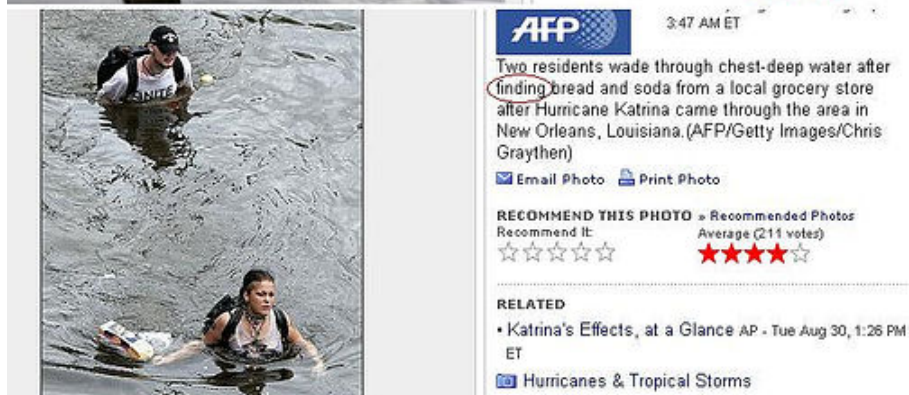 AFP
3:47 AM ET
Two residents wade through chest-deep water after
finding bread and soda from a local grocery store
after Hurricane Katrina came through the area in
New Orleans, Louisiana.(AFP/Getty Images/Chris
Graythen)
Email Photo Print Photo
RECOMMEND THIS PHOTO » Recommended Photos
Recommend It: Average (211 votes)
RELATED
• Katrina's Effects, at a Glance AP - Tue Aug 30, 1:26 PM
ET
Hurricanes & Tropical Storms